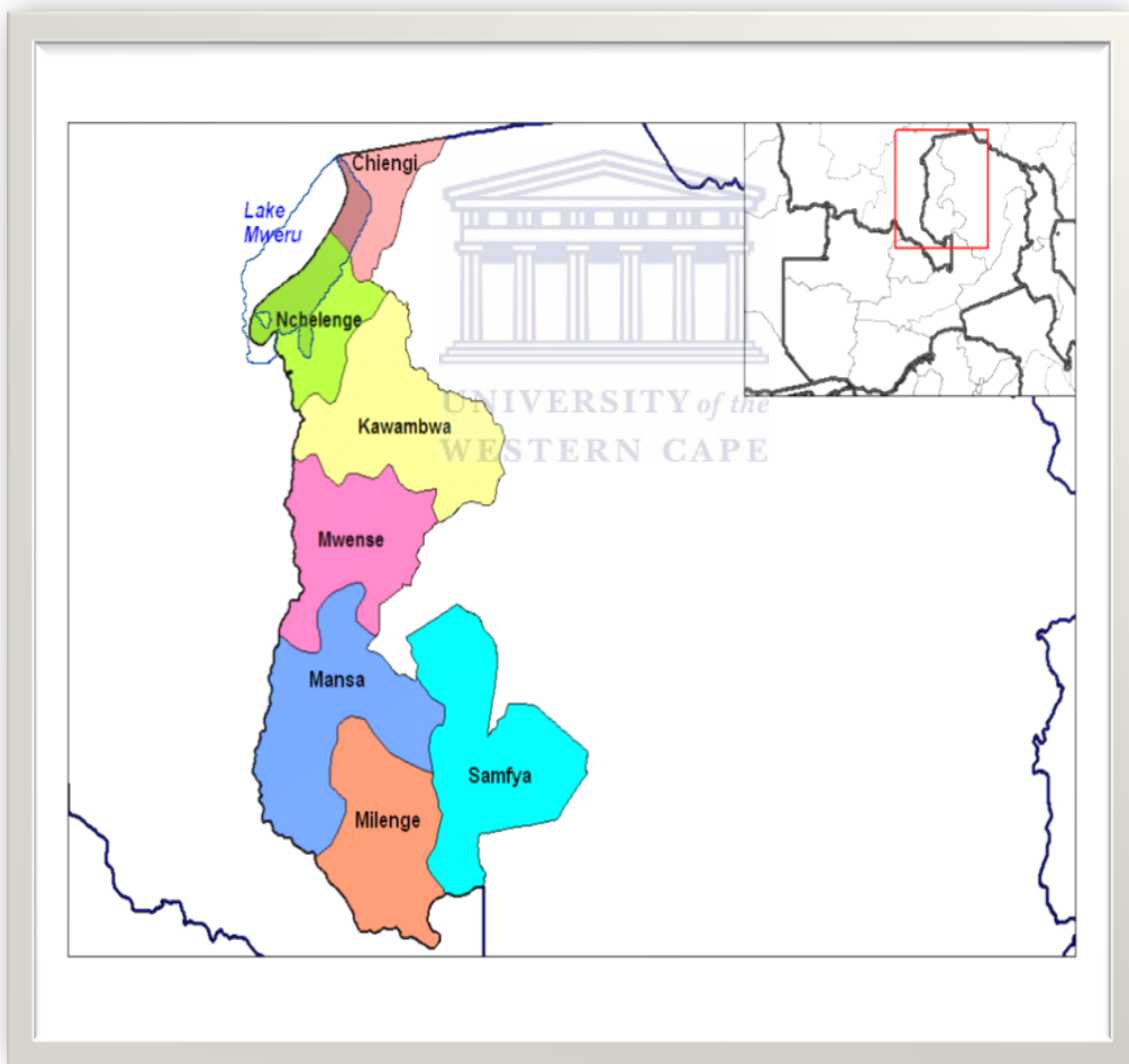 Chiengi
Lake
Mweru
Nchelenge
Kawambwa
UNIVERSITY of the
WESTERN CAPE
Mwense
Mansa
Samfya
Milenge